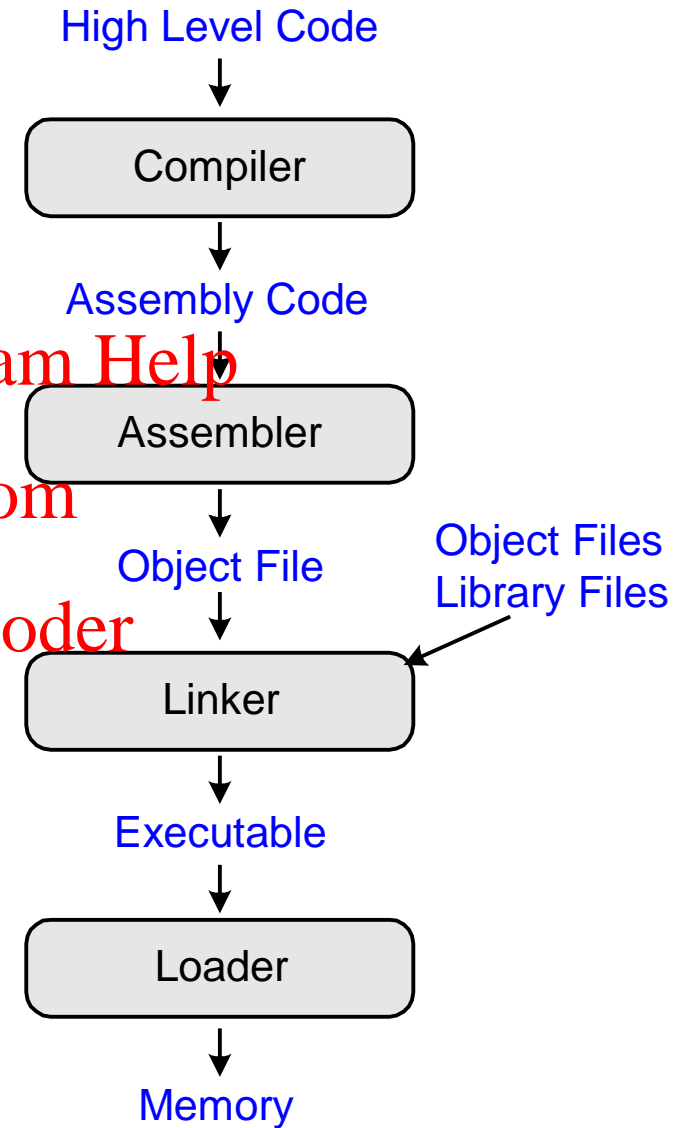 High Level Code
Compiler
Assembly Code
am Help
Assembler
om
Object File
Object Files
Library Files
oder
Linker
Executable
Loader
Memory